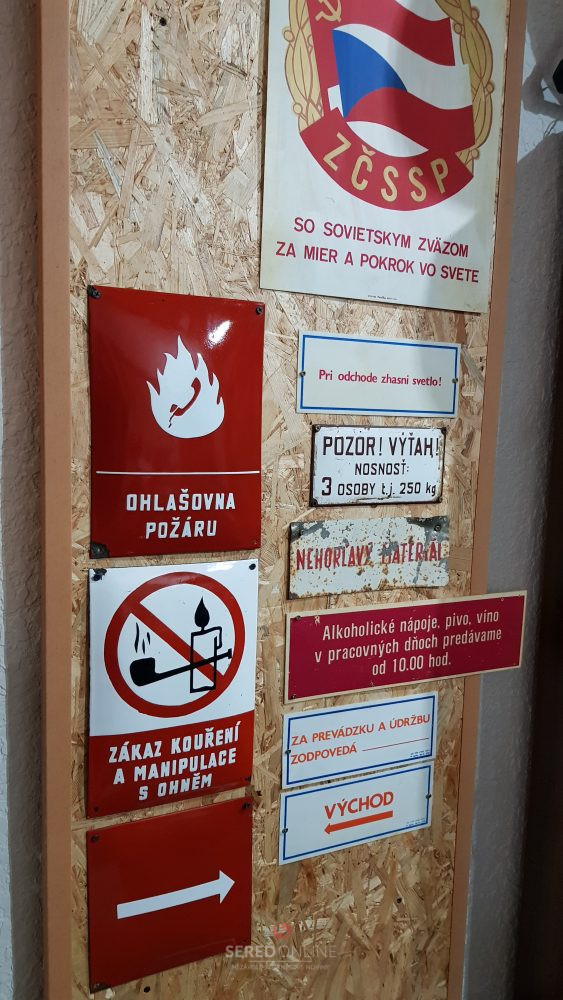 ZČSSP
SO SOVIETSKYM ZVÄZOM
ZA MIER A POKROK VO SVETE
OHLAŠOVNA
POŽÁRU
Pri odchode zhasni svetlo!
POZOR! VÝŤAH!
NOSNOSŤ:
3 OSOBY t.j. 250 kg
NEHORĽAVÝ MATERIÁL
Alkoholické nápoje, pivo, víno
v pracovných dňoch predávame
od 10.00 hod.
ZÁKAZ KOUŘENÍ
A MANIPULACE
S OHNĚM
ZA PREVÁDZKU A ÚDRŽBU
ZODPOVEDÁ
VÝCHOD
SEREDONLINE